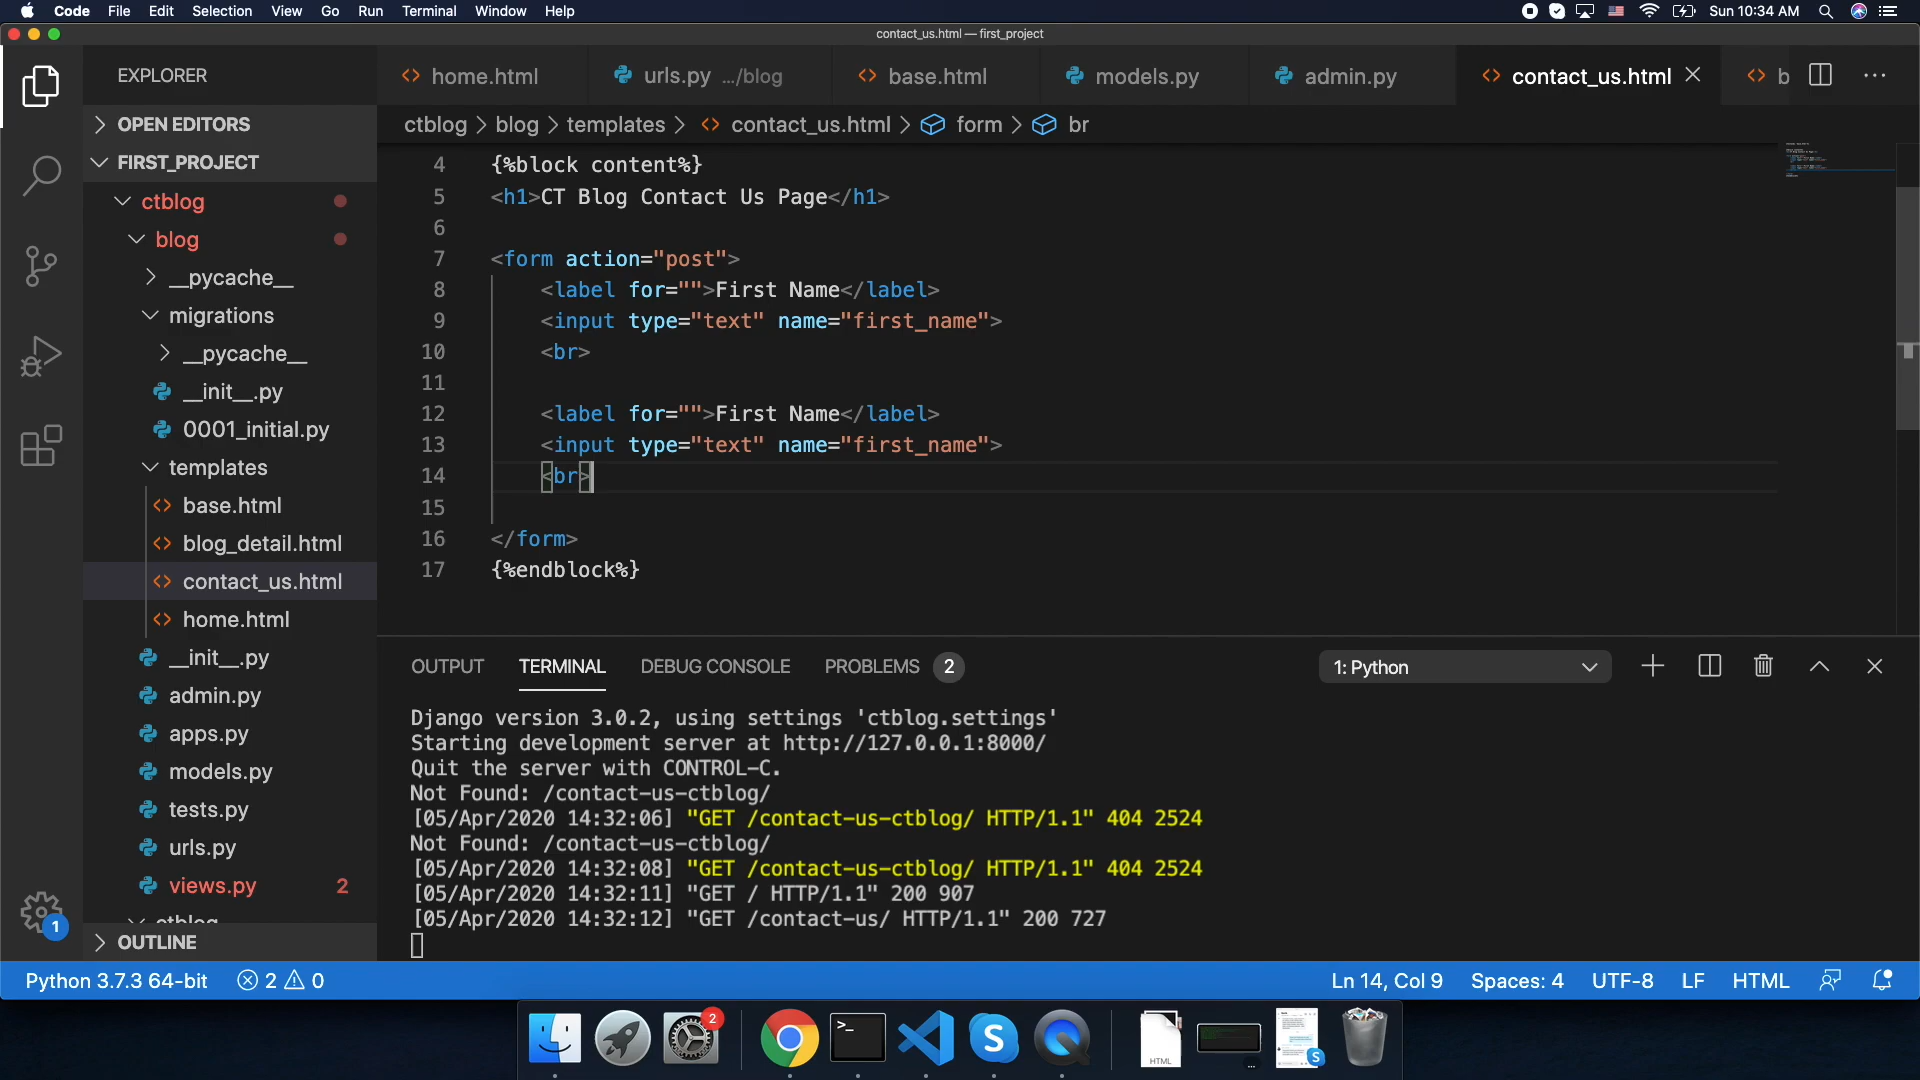 Code File Edit Selection View Go Run Terminal Window Help
Sun 10:34 AM
contact_us.html — first_project
EXPLORER
home.html
urls.py .../blog
base.html
models.py
admin.py
contact_us.html
b
OPEN EDITORS
FIRST_PROJECT
ctblog
blog
__pycache__
migrations
__pycache__
__init__.py
0001_initial.py
templates
base.html
blog_detail.html
contact_us.html
home.html
__init__.py
admin.py
apps.py
models.py
tests.py
urls.py
views.py 2
ctblog
OUTLINE
1
ctblog > blog > templates > contact_us.html > form > br
4 {%block content%}
5 <h1>CT Blog Contact Us Page</h1>
6
7 <form action="post">
8 <label for="">First Name</label>
9 <input type="text" name="first_name">
10 <br>
11
12 <label for="">First Name</label>
13 <input type="text" name="first_name">
14 <br>
15
16 </form>
17 {%endblock%}
OUTPUT TERMINAL DEBUG CONSOLE PROBLEMS 2
1: Python
Django version 3.0.2, using settings 'ctblog.settings'
Starting development server at http://127.0.0.1:8000/
Quit the server with CONTROL-C.
Not Found: /contact-us-ctblog/
[05/Apr/2020 14:32:06] "GET /contact-us-ctblog/ HTTP/1.1" 404 2524
Not Found: /contact-us-ctblog/
[05/Apr/2020 14:32:08] "GET /contact-us-ctblog/ HTTP/1.1" 404 2524
[05/Apr/2020 14:32:11] "GET / HTTP/1.1" 200 907
[05/Apr/2020 14:32:12] "GET /contact-us/ HTTP/1.1" 200 727
Python 3.7.3 64-bit 2 0
Ln 14, Col 9 Spaces: 4 UTF-8 LF HTML
2
>_
S
HTML
S